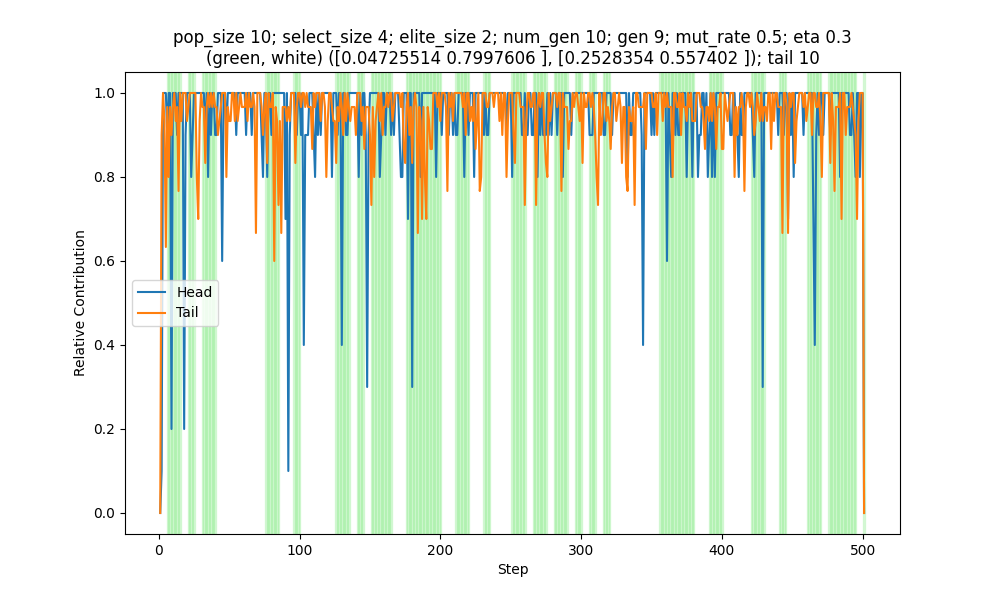 pop_size 10; select_size 4; elite_size 2; num_gen 10; gen 9; mut_rate 0.5; eta 0.3
(green, white) ([0.04725514 0.7997606 ], [0.2528354 0.557402 ]); tail 10
1.0
0.8
0.6
0.4
0.2
0.0
Relative Contribution
Head
Tail
0
100
200
300
400
500
Step